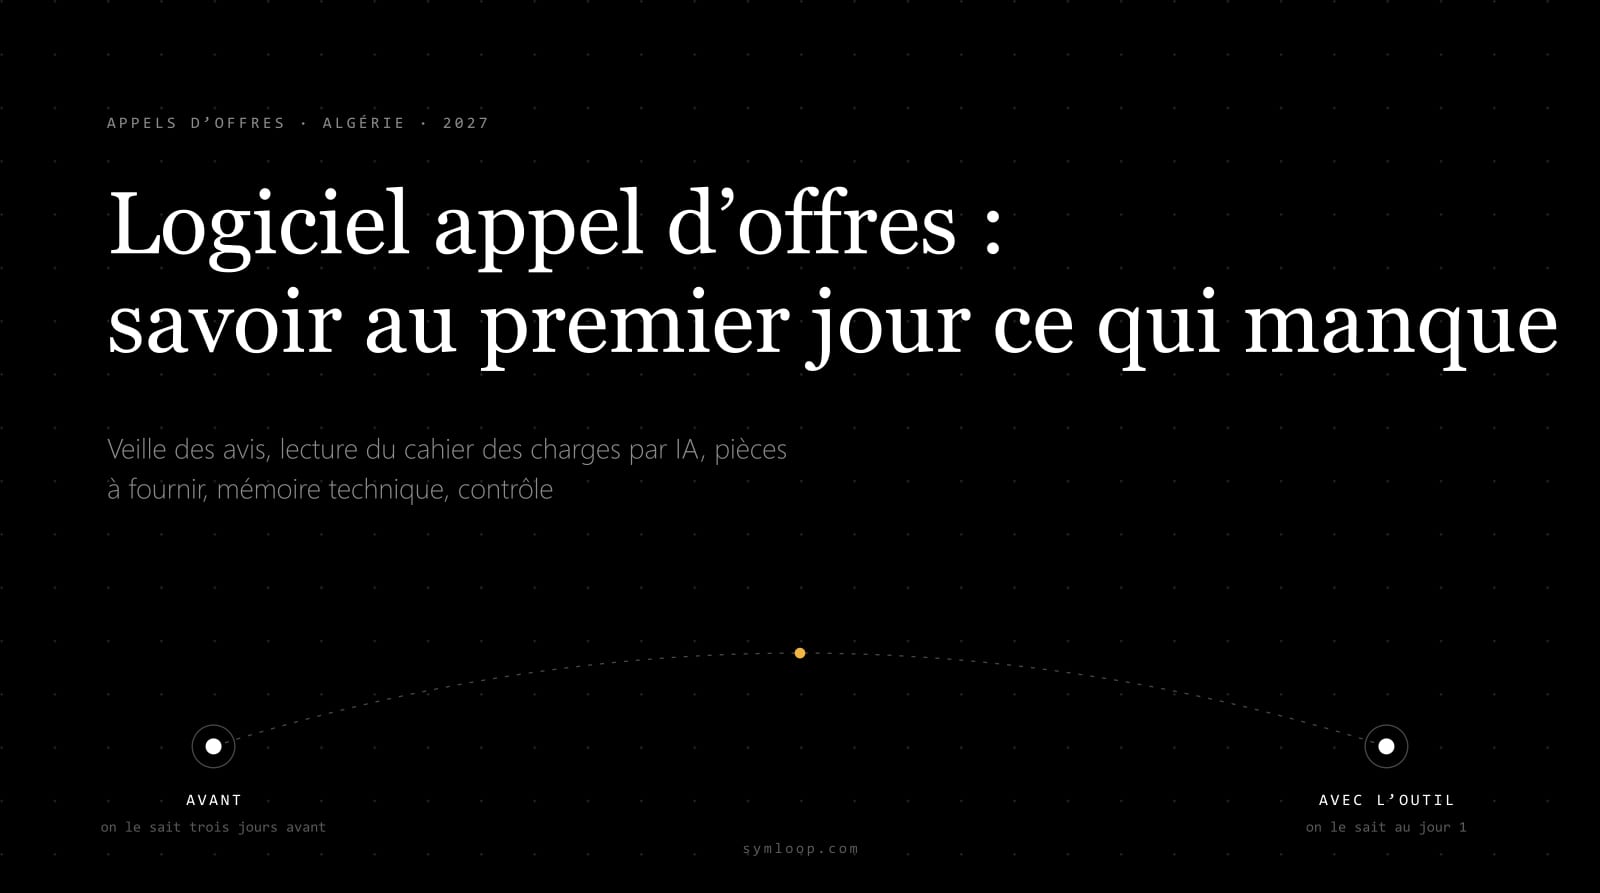 APPELS D’OFFRES · ALGÉRIE · 2027
Logiciel appel d’offres :
savoir au premier jour ce qui manque
Veille des avis, lecture du cahier des charges par IA, pièces
à fournir, mémoire technique, contrôle
AVANT
on le sait trois jours avant
AVEC L’OUTIL
on le sait au jour 1
symloop.com